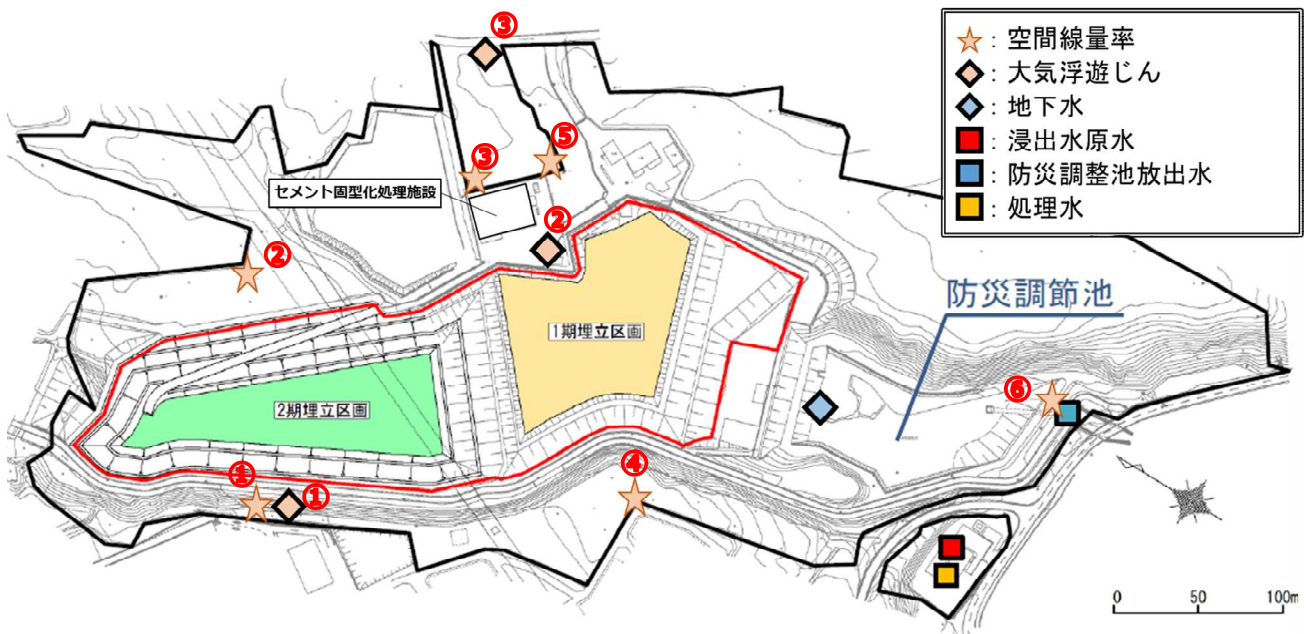 ③
：空間線量率
：大気浮遊じん
：地下水
：浸出水原水
：防災調整池放出水
：処理水
⑤
③
セメント固型化処理施設
②
②
防災調節池
1期埋立区画
2期埋立区画
⑥
④
①
①
0 50 100m